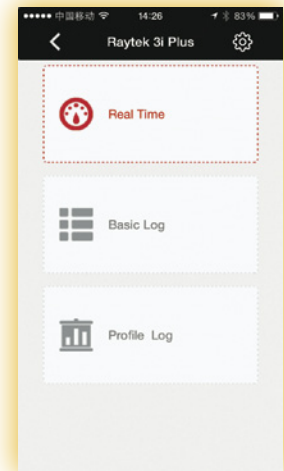 中国移动 14:26 83%
Raytek 3i Plus
Real Time
Basic Log
Profile Log